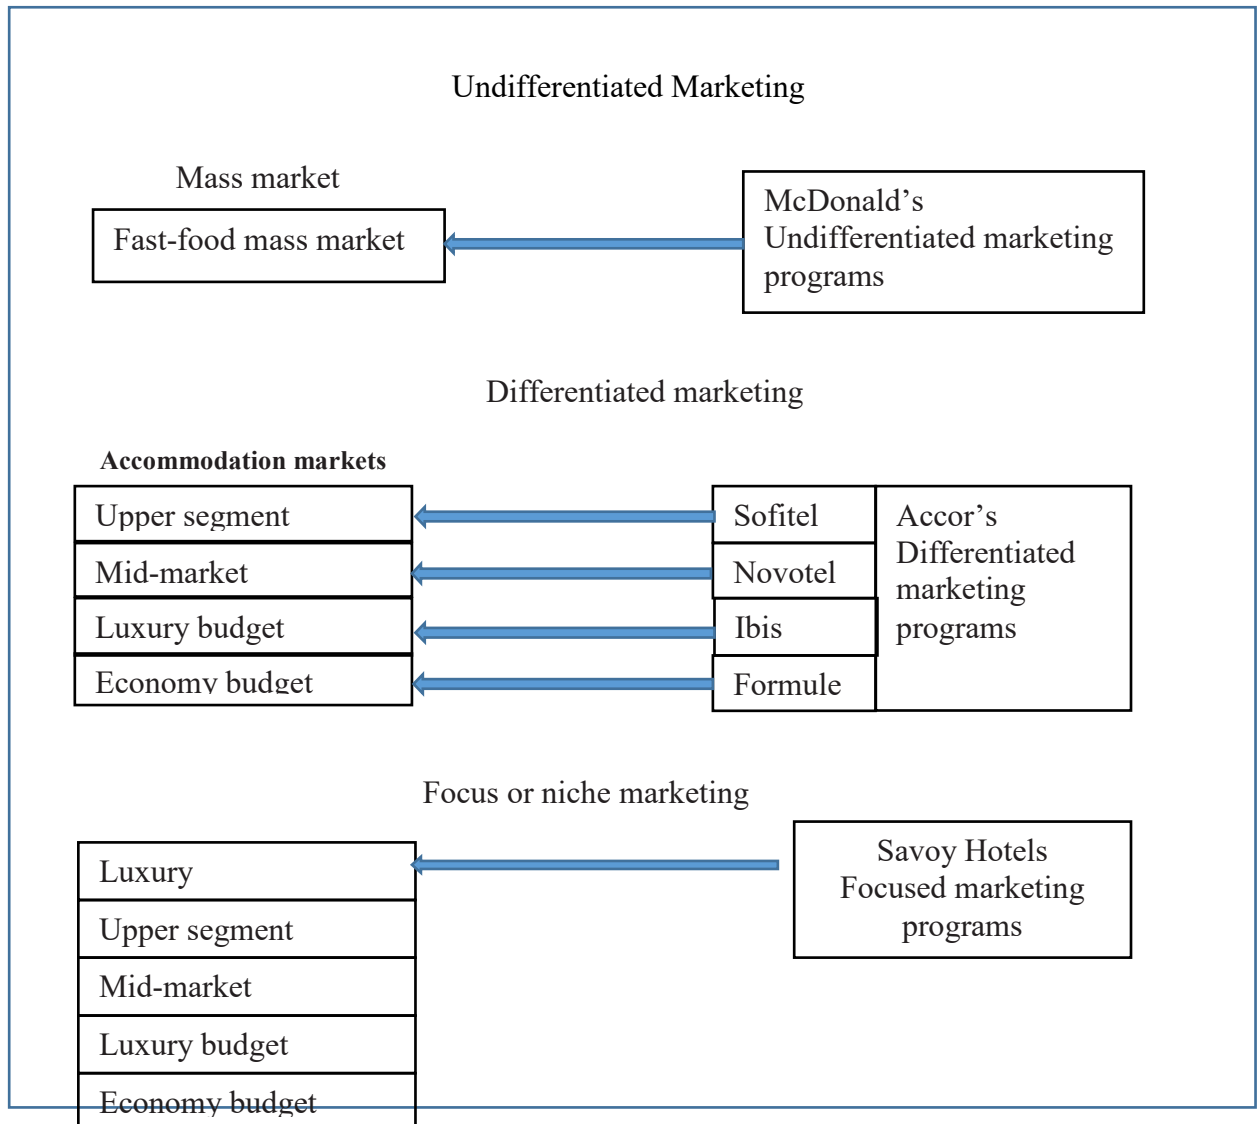 Undifferentiated Marketing
Mass market
Fast-food mass market
McDonald’s
Undifferentiated marketing
programs
Differentiated marketing
Accommodation markets
Upper segment
Mid-market
Luxury budget
Economy budget
Sofitel
Novotel
Ibis
Formule
Accor’s
Differentiated
marketing
programs
Focus or niche marketing
Luxury
Upper segment
Mid-market
Luxury budget
Economy budget
Savoy Hotels
Focused marketing
programs